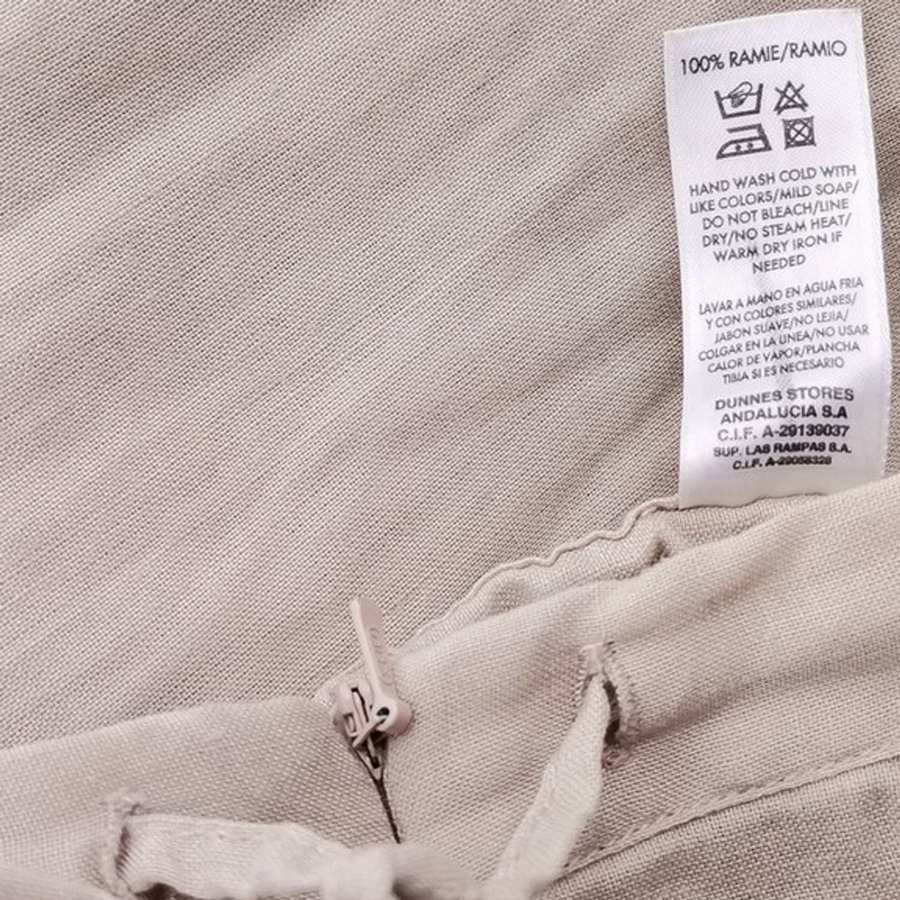 100% RAMIE/RAMIO
HAND WASH COLD WITH
LIKE COLORS/MILD SOAP/
DO NOT BLEACH/LINE
DRY/NO STEAM HEAT/
WARM DRY IRON IF
NEEDED
LAVAR A MANO EN AGUA FRIA
Y CON COLORES SIMILARES/
JABON SUAVE/NO LEJIA/
COLGAR EN LA LINEA/NO USAR
CALOR DE VAPOR/PLANCHA
TIBIA SI ES NECESARIO
DUNNES STORES
ANDALUCIA S.A
C.I.F. A-29139037
SUP. LAS RAMPAS S.A.
C.I.F.